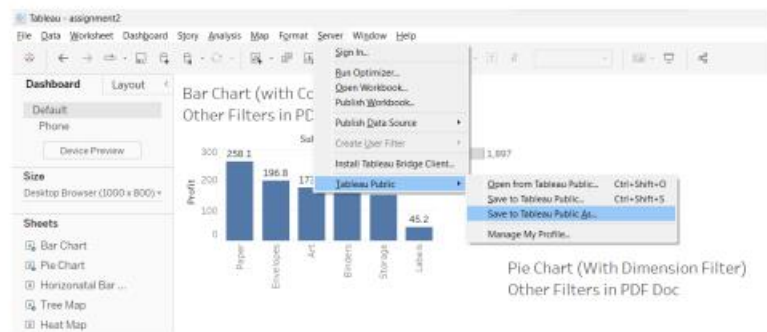 Tableau - assignment2
File Data Worksheet Dashboard Story Analysis Map Format Server Window Help
Sign In...
Run Optimizer...
Open Workbook...
Publish Workbook...
Publish Data Source
Create User Filter
Install Tableau Bridge Client...
Tableau Public
Open from Tableau Public... Ctrl+Shift+O
Save to Tableau Public... Ctrl+Shift+S
Save to Tableau Public As...
Manage My Profile...
Dashboard Layout
Default
Phone
Device Preview
Size
Desktop Browser (1000 x 800)
Sheets
Bar Chart
Pie Chart
Horizonatal Bar ...
Tree Map
Heat Map
Bar Chart (with Co
Other Filters in PD
Sul
300 258.1
196.8
200
17
Profit
100
45.2
0
Paper
Envelopes
Art
Binders
Storage
Labels
1,897
Pie Chart (With Dimension Filter)
Other Filters in PDF Doc